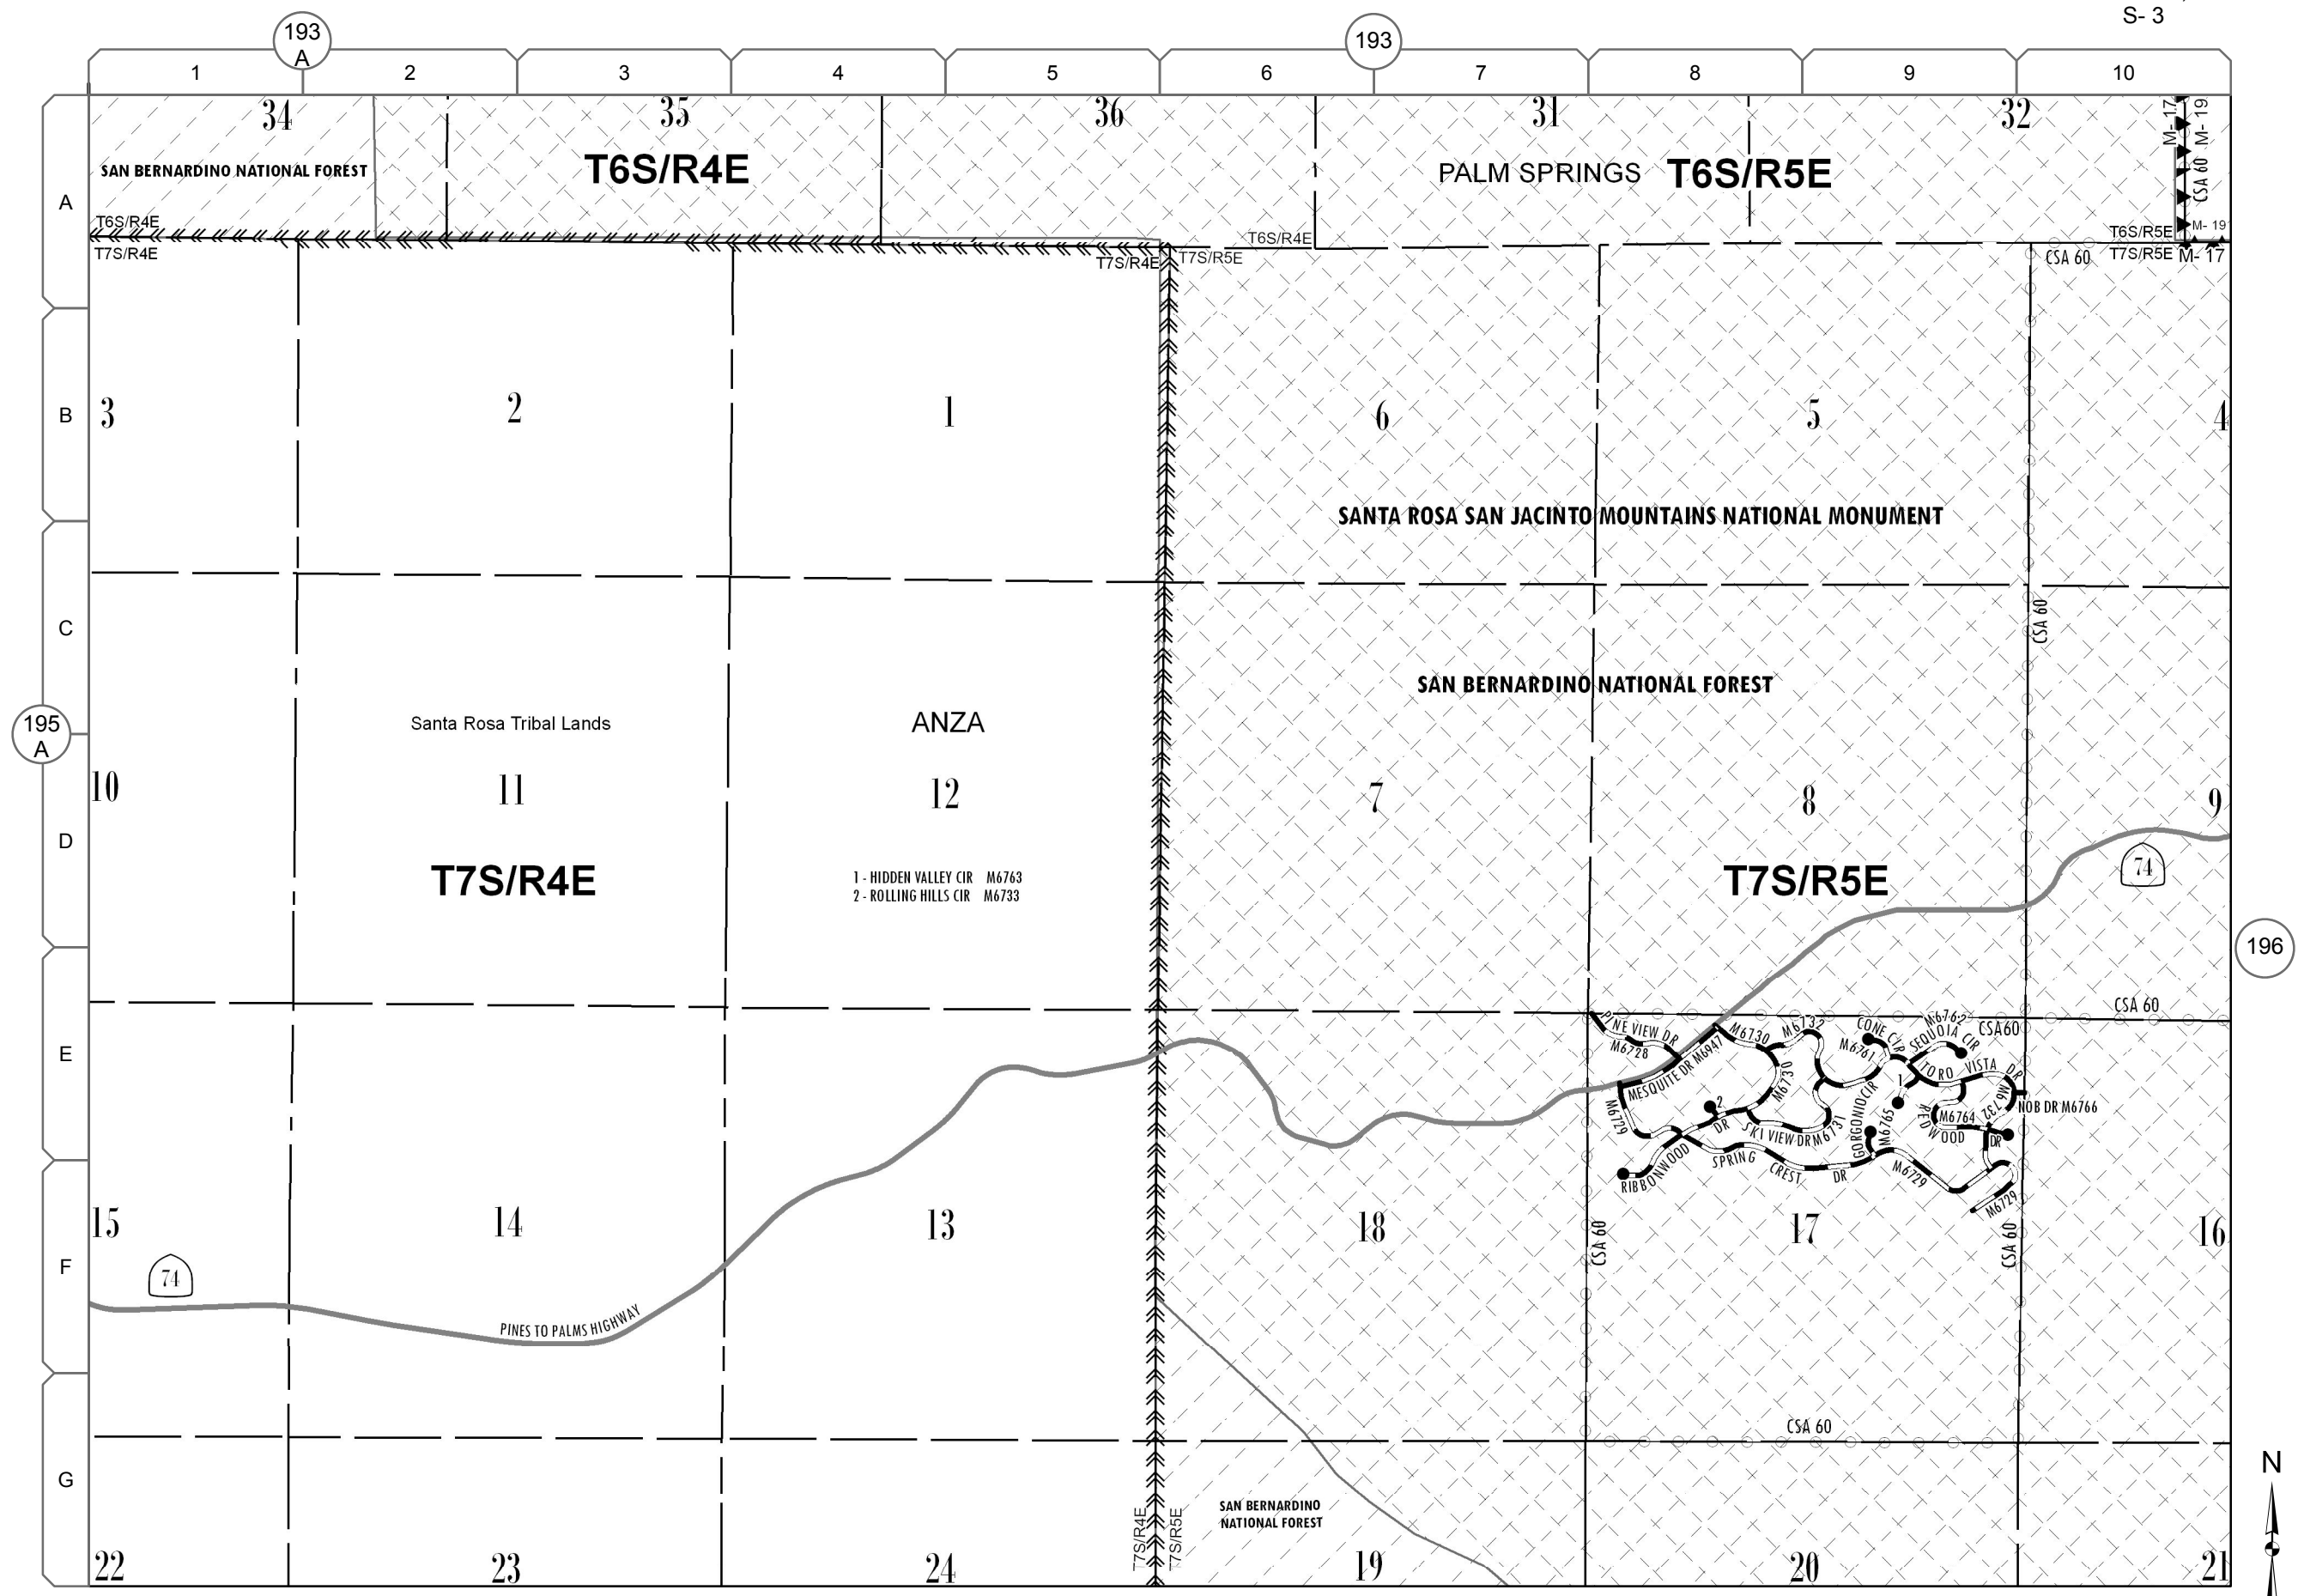 S- 3
193
A
193
1
2
3
4
5
6
7
8
9
10
34
35
36
31
32
M- 17
M- 19
CSA 60
SAN BERNARDINO NATIONAL FOREST
T6S/R4E
PALM SPRINGS
T6S/R5E
A
T6S/R4E
T7S/R4E
T6S/R4E
T7S/R4E
T7S/R5E
T6S/R5E
M- 19
T7S/R5E
M- 17
CSA 60
B
3
2
1
6
5
4
SANTA ROSA SAN JACINTO MOUNTAINS NATIONAL MONUMENT
C
CSA 60
SAN BERNARDINO NATIONAL FOREST
195
A
Santa Rosa Tribal Lands
ANZA
10
11
12
7
8
9
D
T7S/R4E
1 - HIDDEN VALLEY CIR M6763
2 - ROLLING HILLS CIR M6733
T7S/R5E
74
196
CSA 60
E
PINE VIEW DR
M6728
MESQUITE DR M6947
M6730
M6732
CONE CIR
M6761
M6762
SEQUOIA CIR
CSA60
TORO VISTA DR
M6730
1
2
M6729
DR
SKI VIEW DR M6731
GORGONIO CIR
M6765
REDWOOD
M6764
DR
M6732
NOB DR M6766
RIBBONWOOD
SPRING CREST DR
M6729
M6729
15
14
13
18
17
16
F
CSA 60
CSA 60
74
PINES TO PALMS HIGHWAY
CSA 60
G
N
SAN BERNARDINO
NATIONAL FOREST
T7S/R4E
T7S/R5E
22
23
24
19
20
21